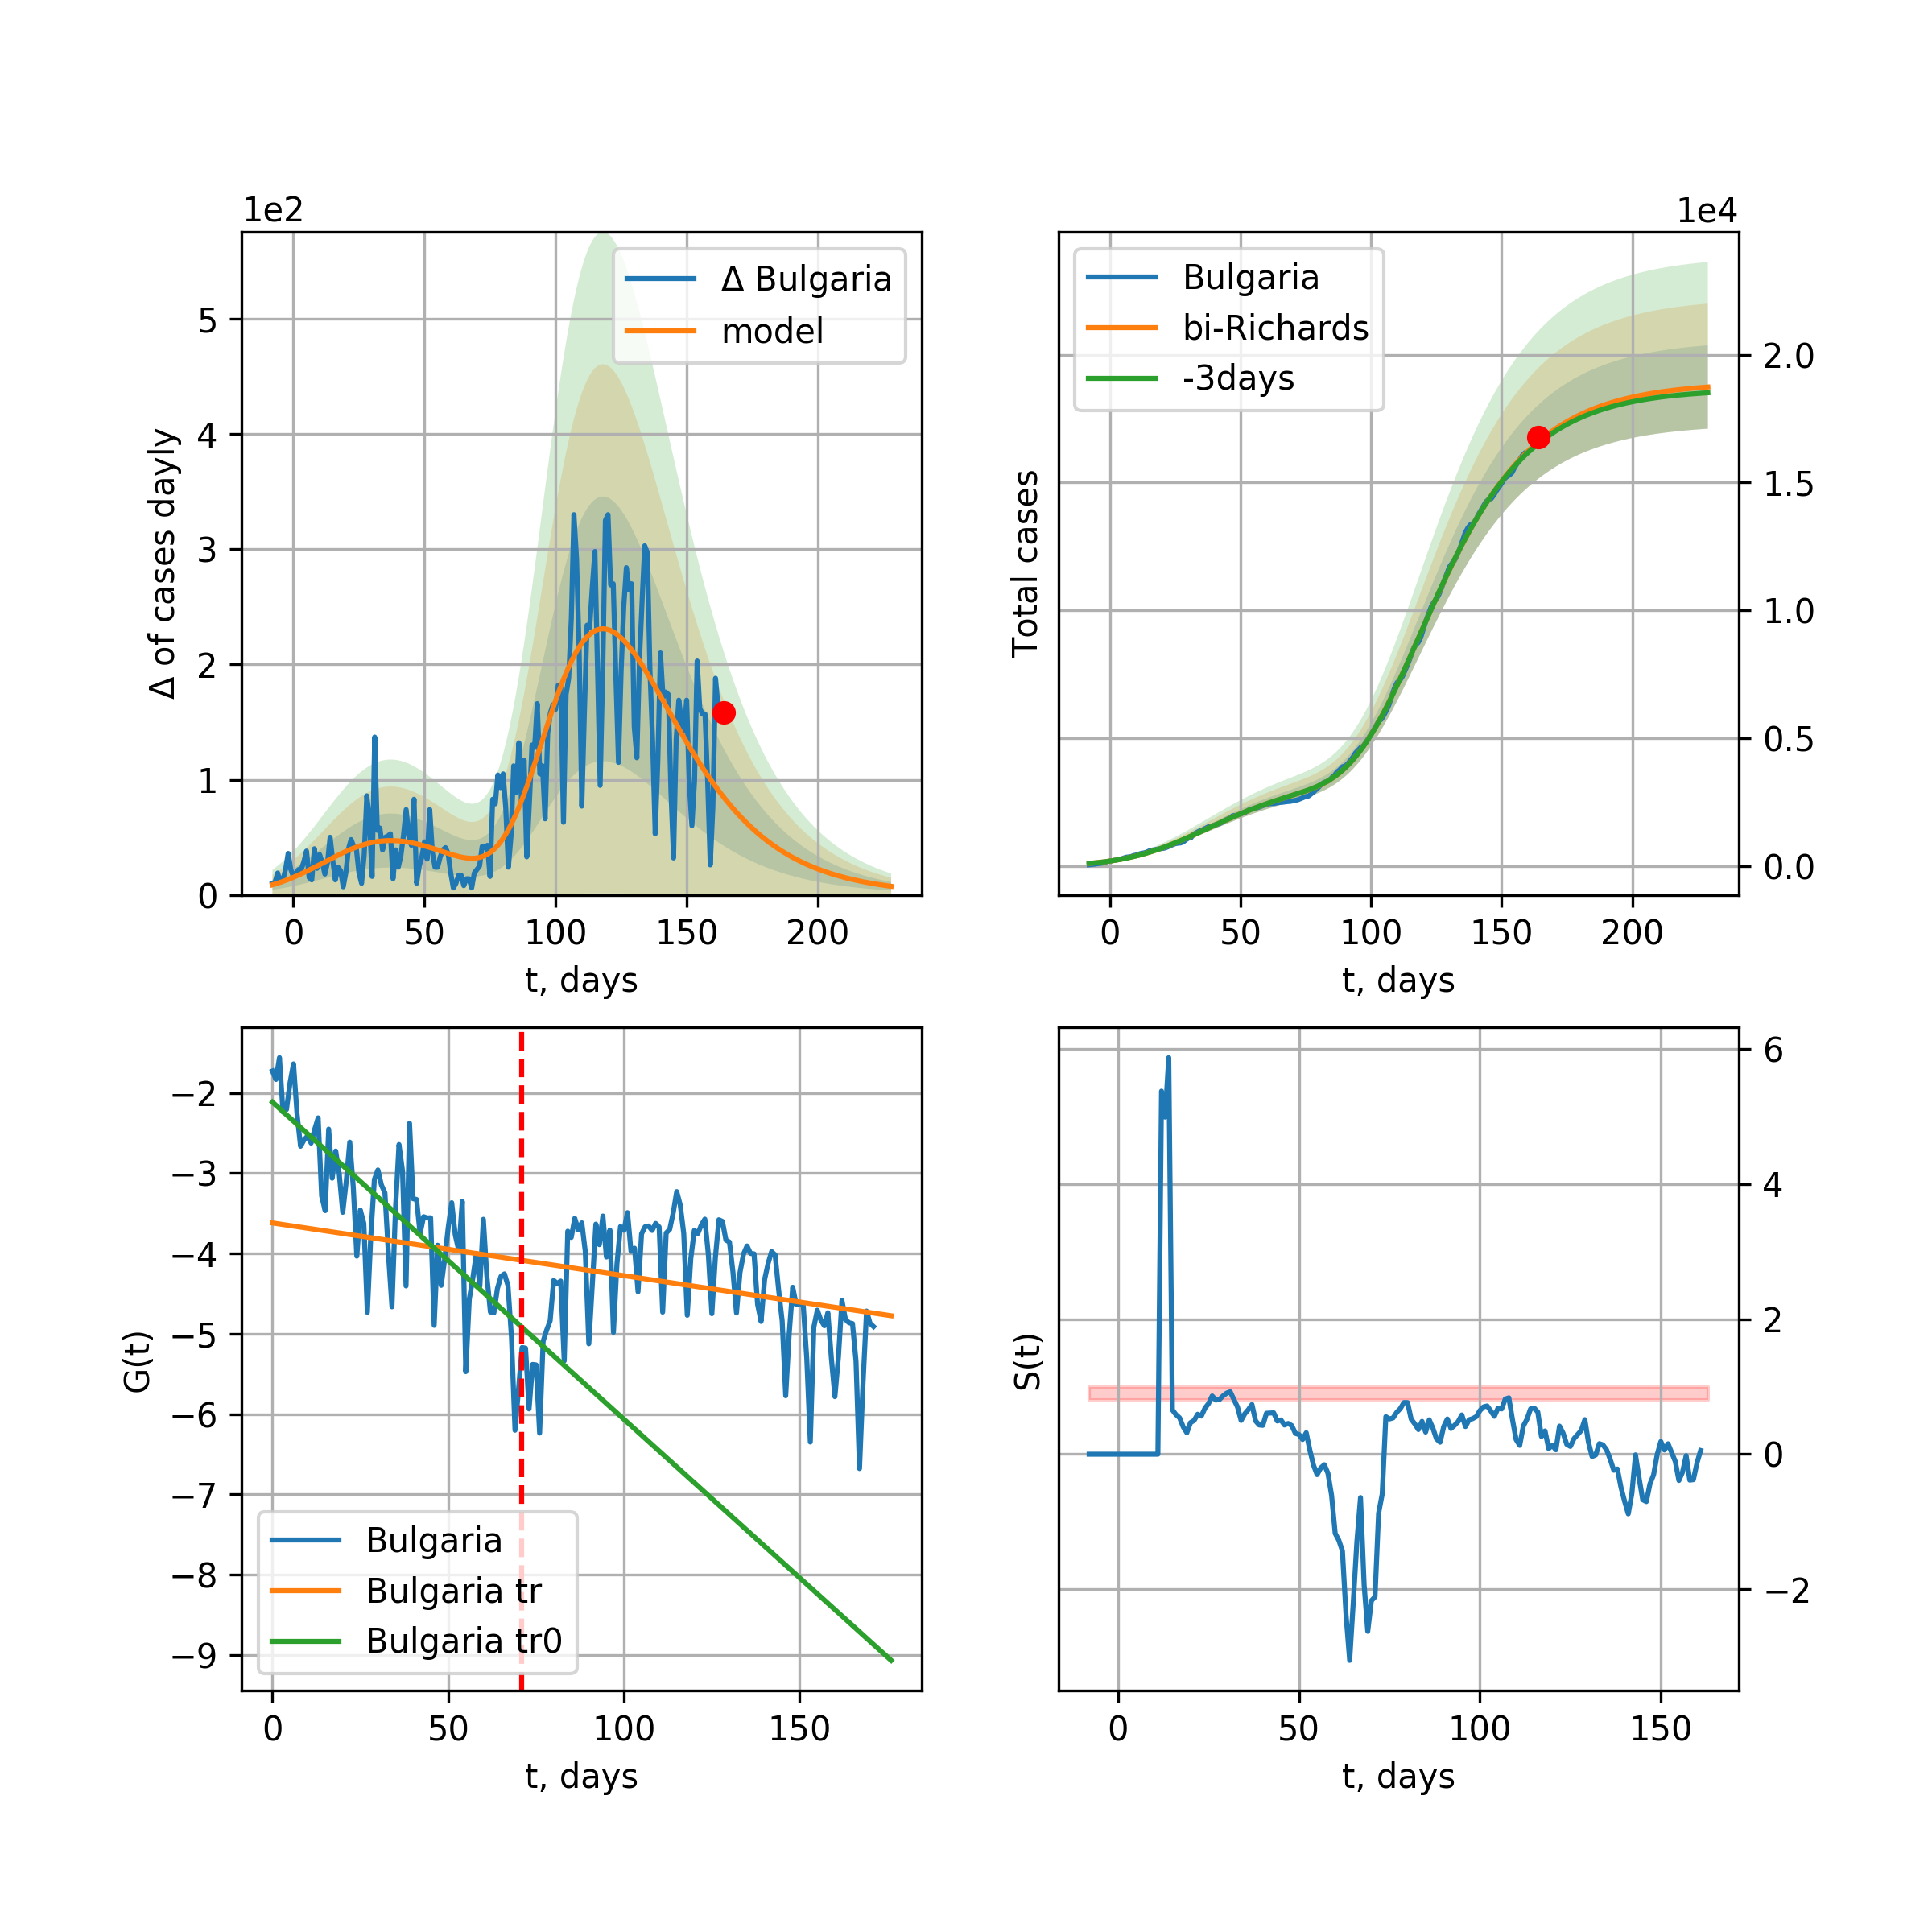 1e2
Δ of cases dayly
5
4
3
2
1
0
Δ Bulgaria
model
0 50 100 150 200
t, days
1e4
Total cases
Bulgaria
bi-Richards
-3days
2.0
1.5
1.0
0.5
0.0
0 50 100 150 200
t, days
G(t)
−2
−3
−4
−5
−6
−7
−8
−9
Bulgaria
Bulgaria tr
Bulgaria tr0
0 50 100 150
t, days
S(t)
6
4
2
0
−2
0 50 100 150
t, days